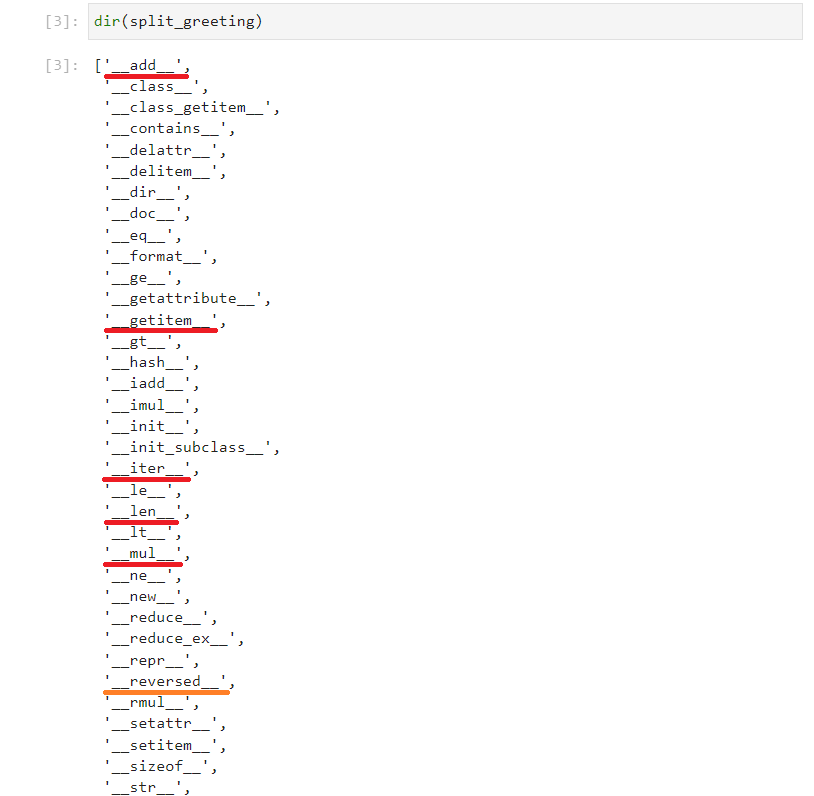 [3]: dir(split_greeting)
[3]: ['__add__',
'__class__',
'__class_getitem__',
'__contains__',
'__delattr__',
'__delitem__',
'__dir__',
'__doc__',
'__eq__',
'__format__',
'__ge__',
'__getattribute__',
'__getitem__',
'__gt__',
'__hash__',
'__iadd__',
'__imul__',
'__init__',
'__init_subclass__',
'__iter__',
'__le__',
'__len__',
'__lt__',
'__mul__',
'__ne__',
'__new__',
'__reduce__',
'__reduce_ex__',
'__repr__',
'__reversed__',
'__rmul__',
'__setattr__',
'__setitem__',
'__sizeof__',
'__str__',